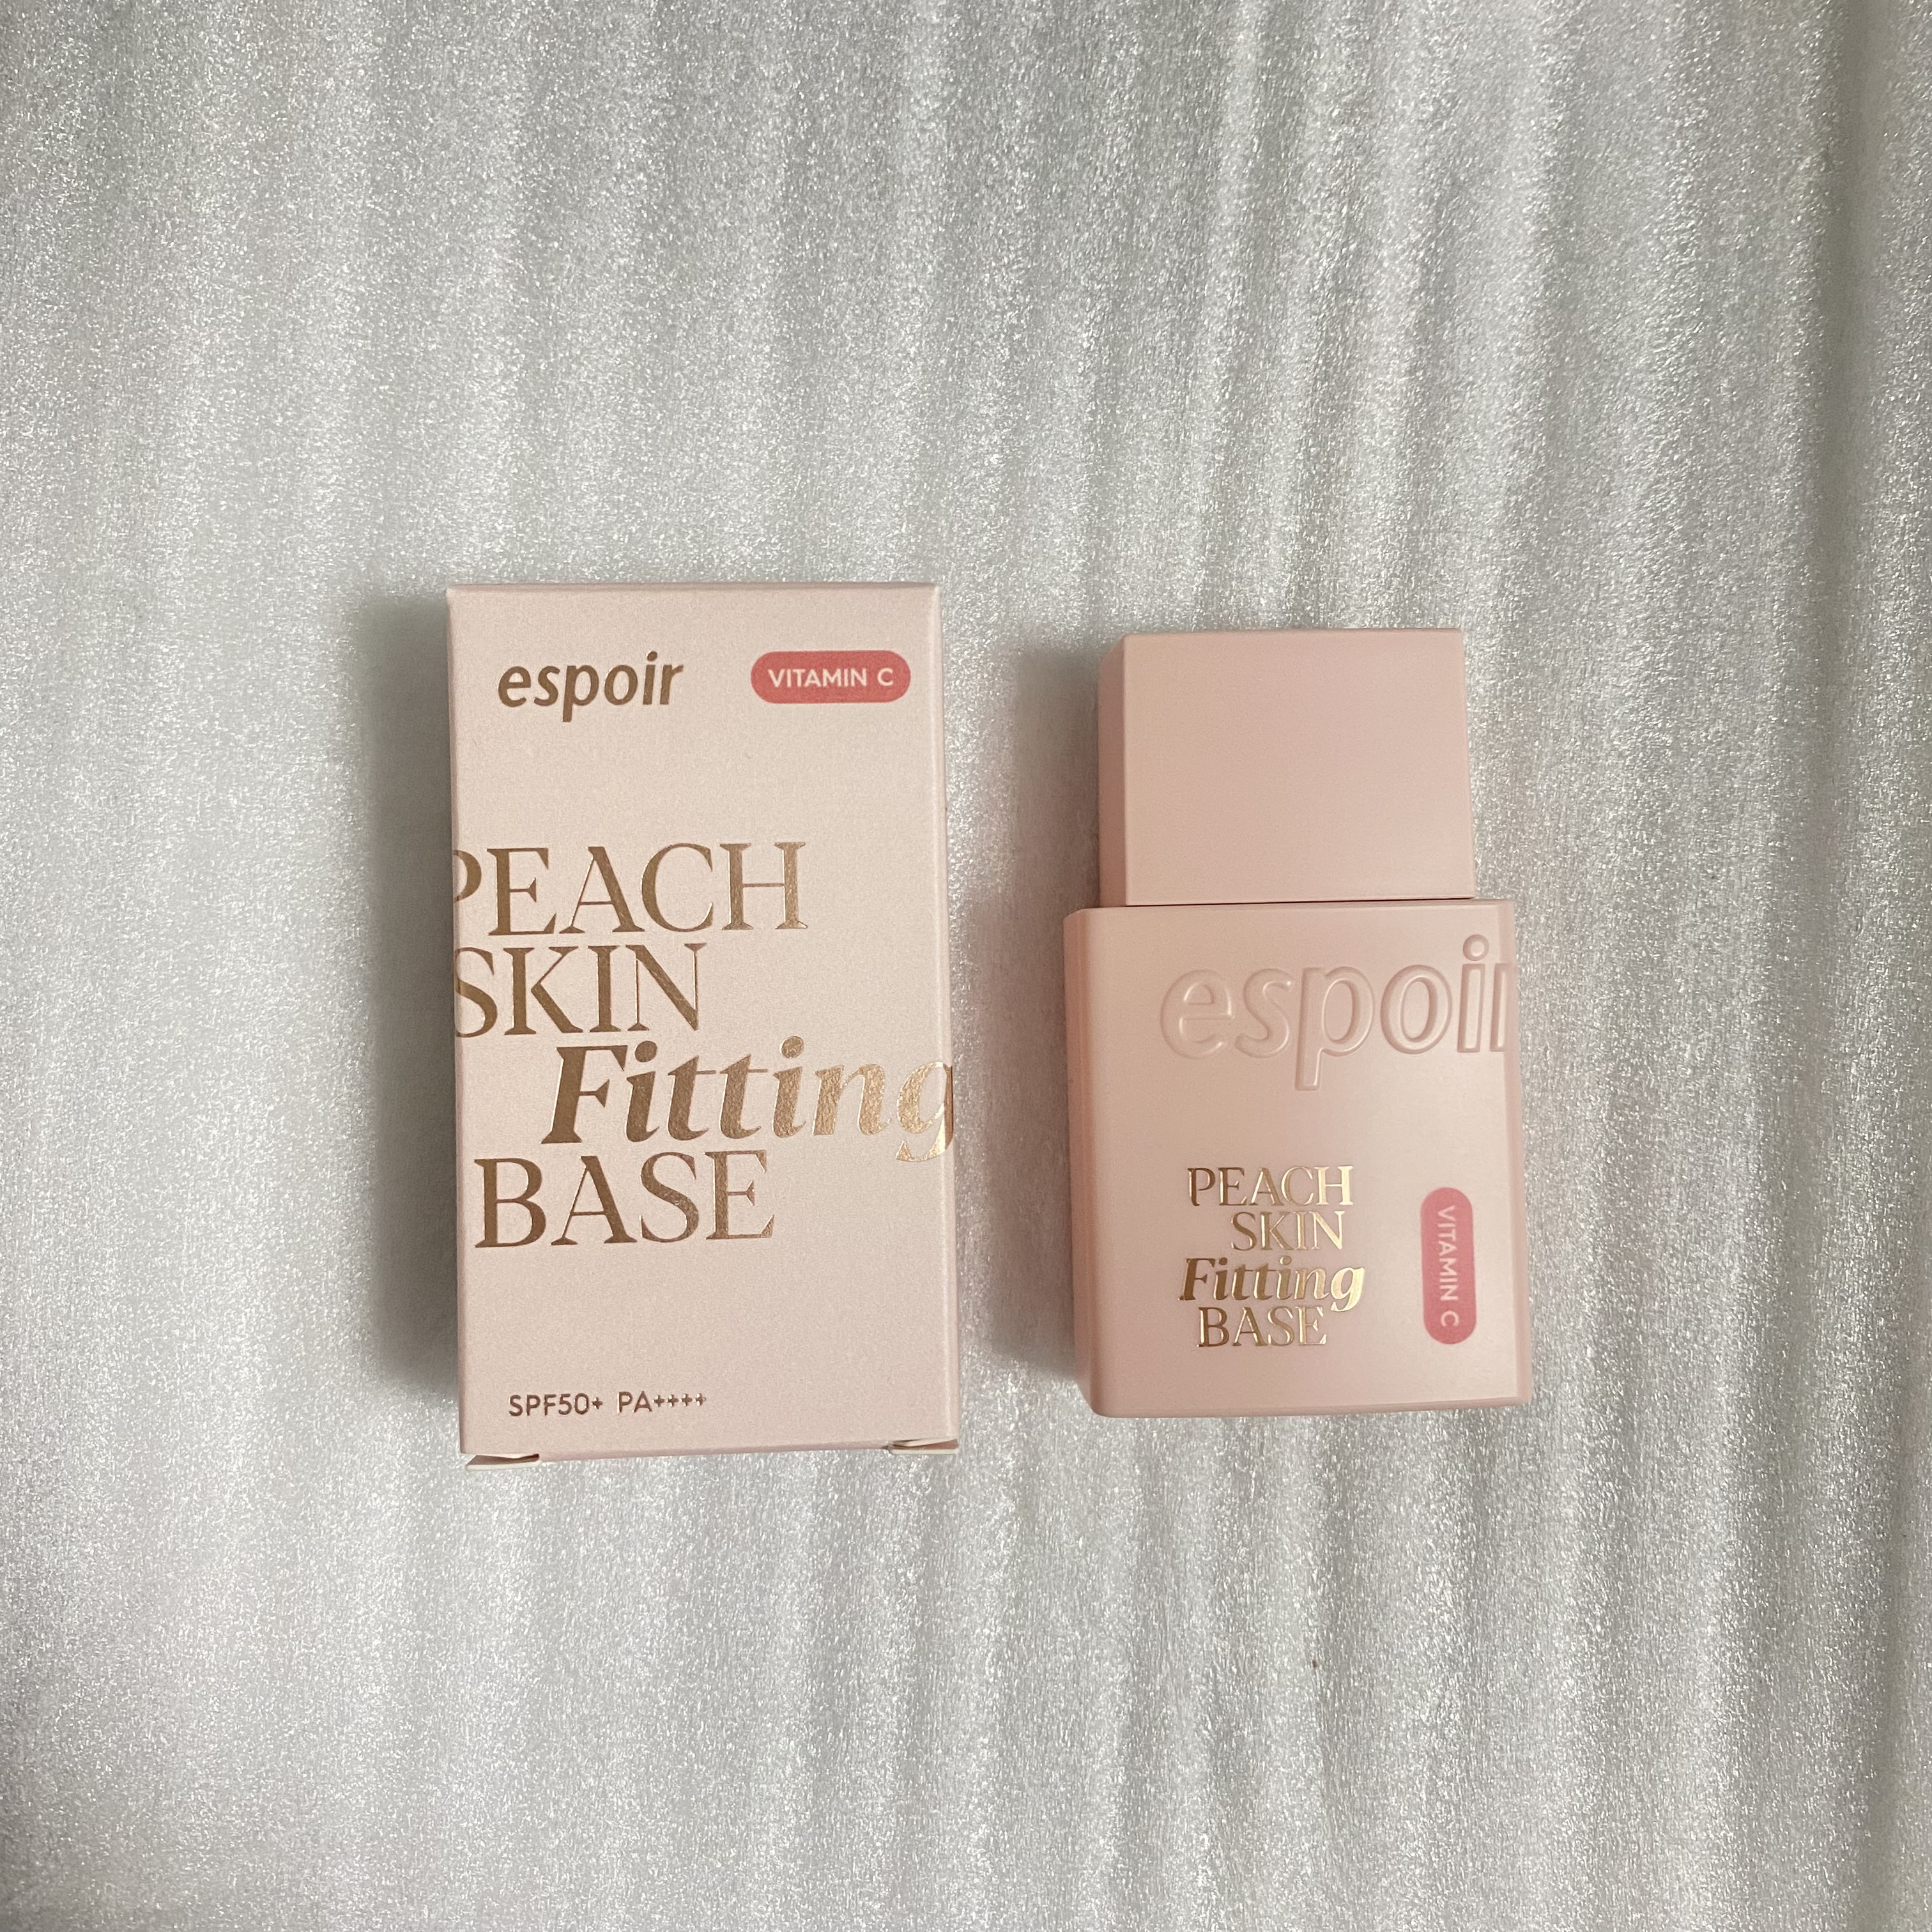 espoir
VITAMIN C
PEACH
SKIN
Fitting
BASE
SPF50+ PA++++
espoir
PEACH
SKIN
Fitting
BASE
VITAMIN C